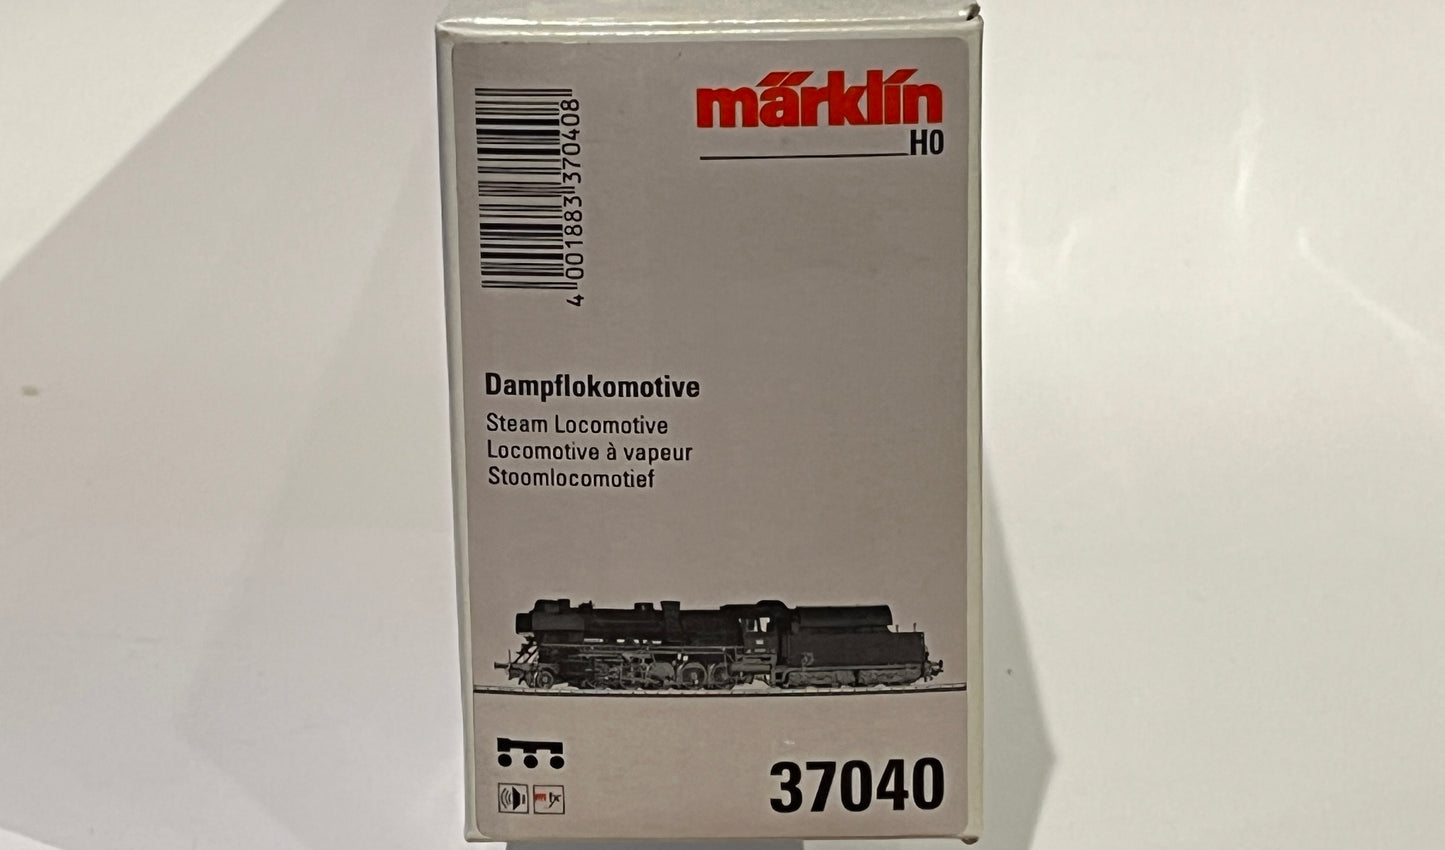 märklin
H0
4 001883 370408
Dampflokomotive
Steam Locomotive
Locomotive à vapeur
Stoomlocomotief
37040